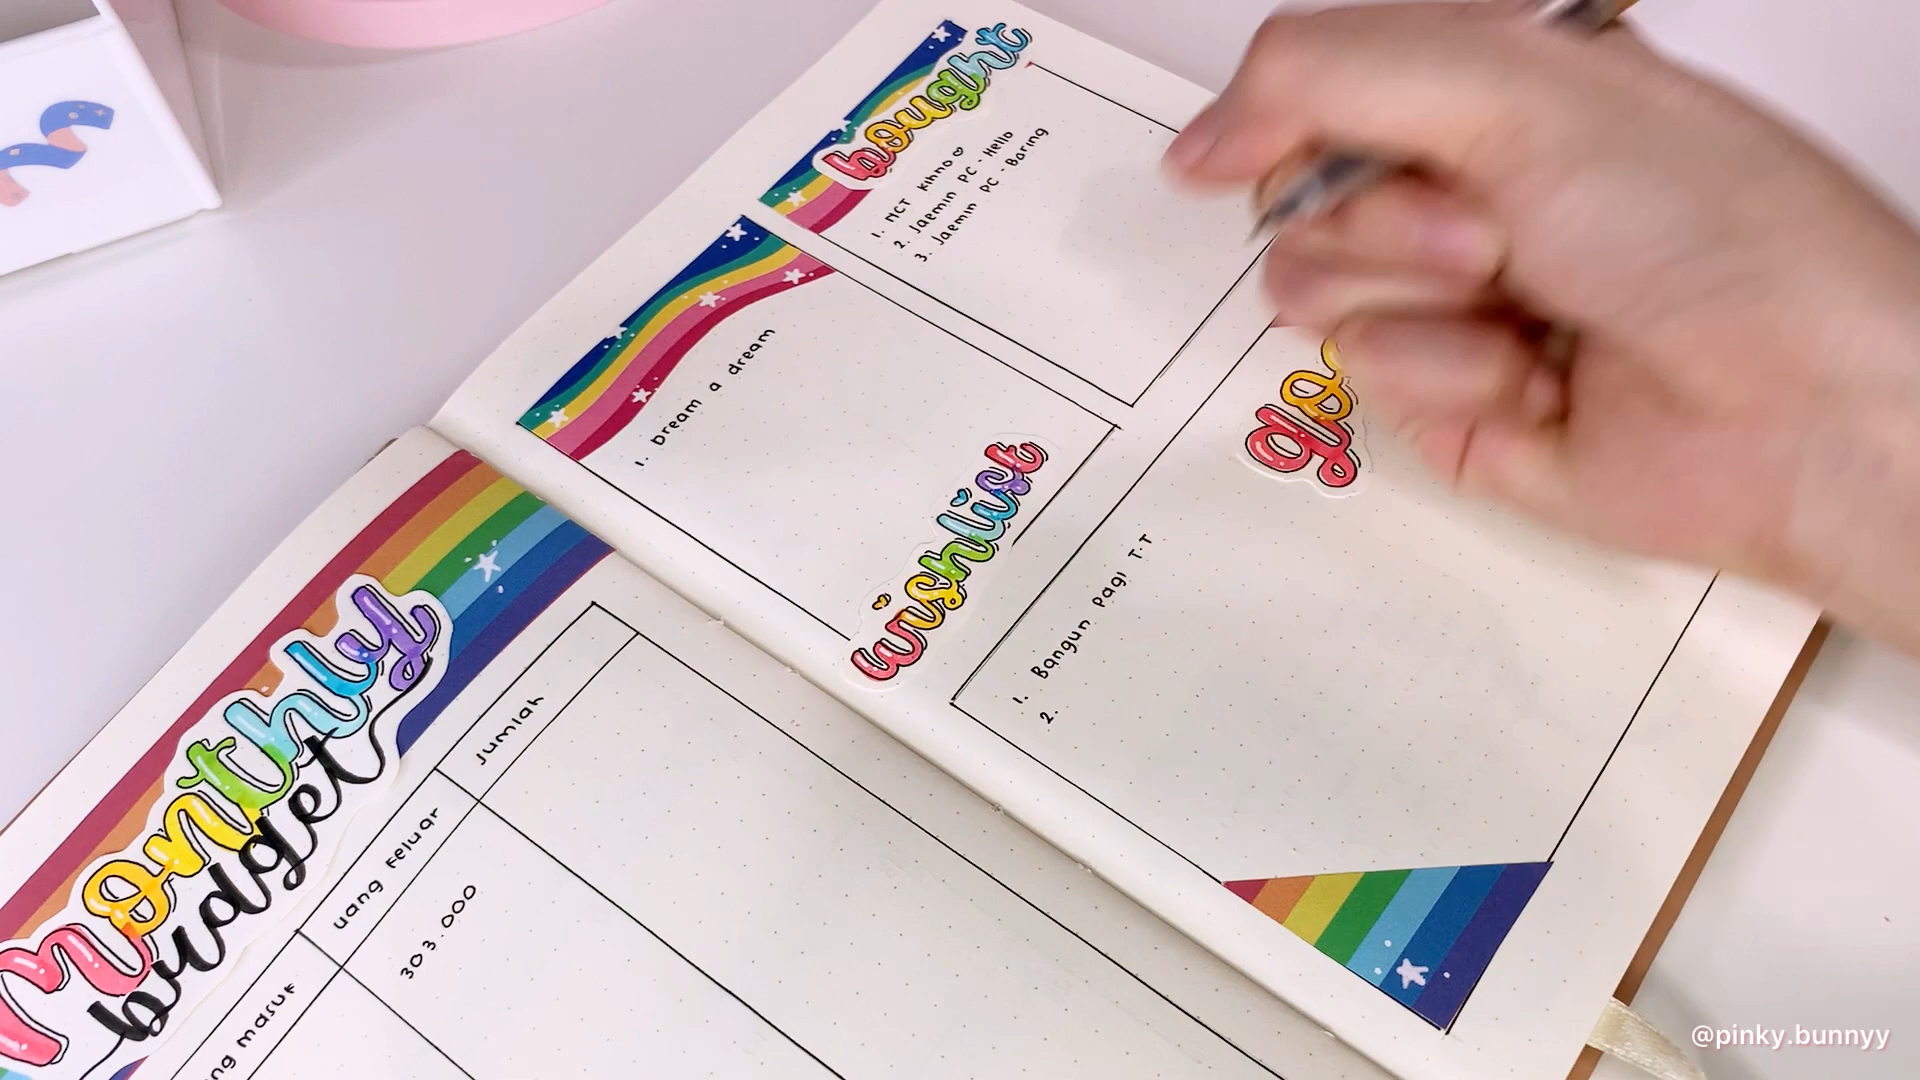 Monthly
budget
uang masuk
uang keluar
Jumlah
303.000
bought
1. NCT kihno ♡
2. Jaemin PC - Hello
3. Jaemin PC - Boring
1. Dream a dream
wishlist
1. Bangun Pagi T.T
2.
@pinky.bunnyy